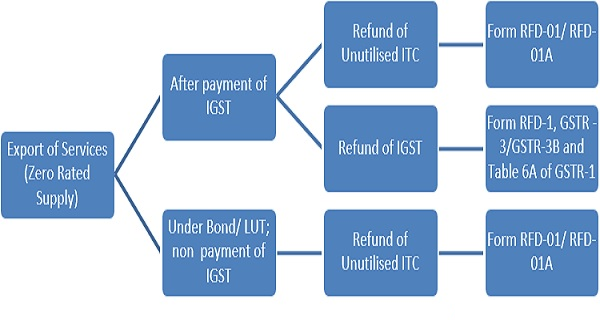 Export of Services
(Zero Rated
Supply)
After payment of
IGST
Under Bond/ LUT;
non payment of
IGST
Refund of
Unutilised ITC
Refund of IGST
Refund of
Unutilised ITC
Form RFD-01/ RFD-
01A
Form RFD-1, GSTR -
3/GSTR-3B and
Table 6A of GSTR-1
Form RFD-01/ RFD-
01A